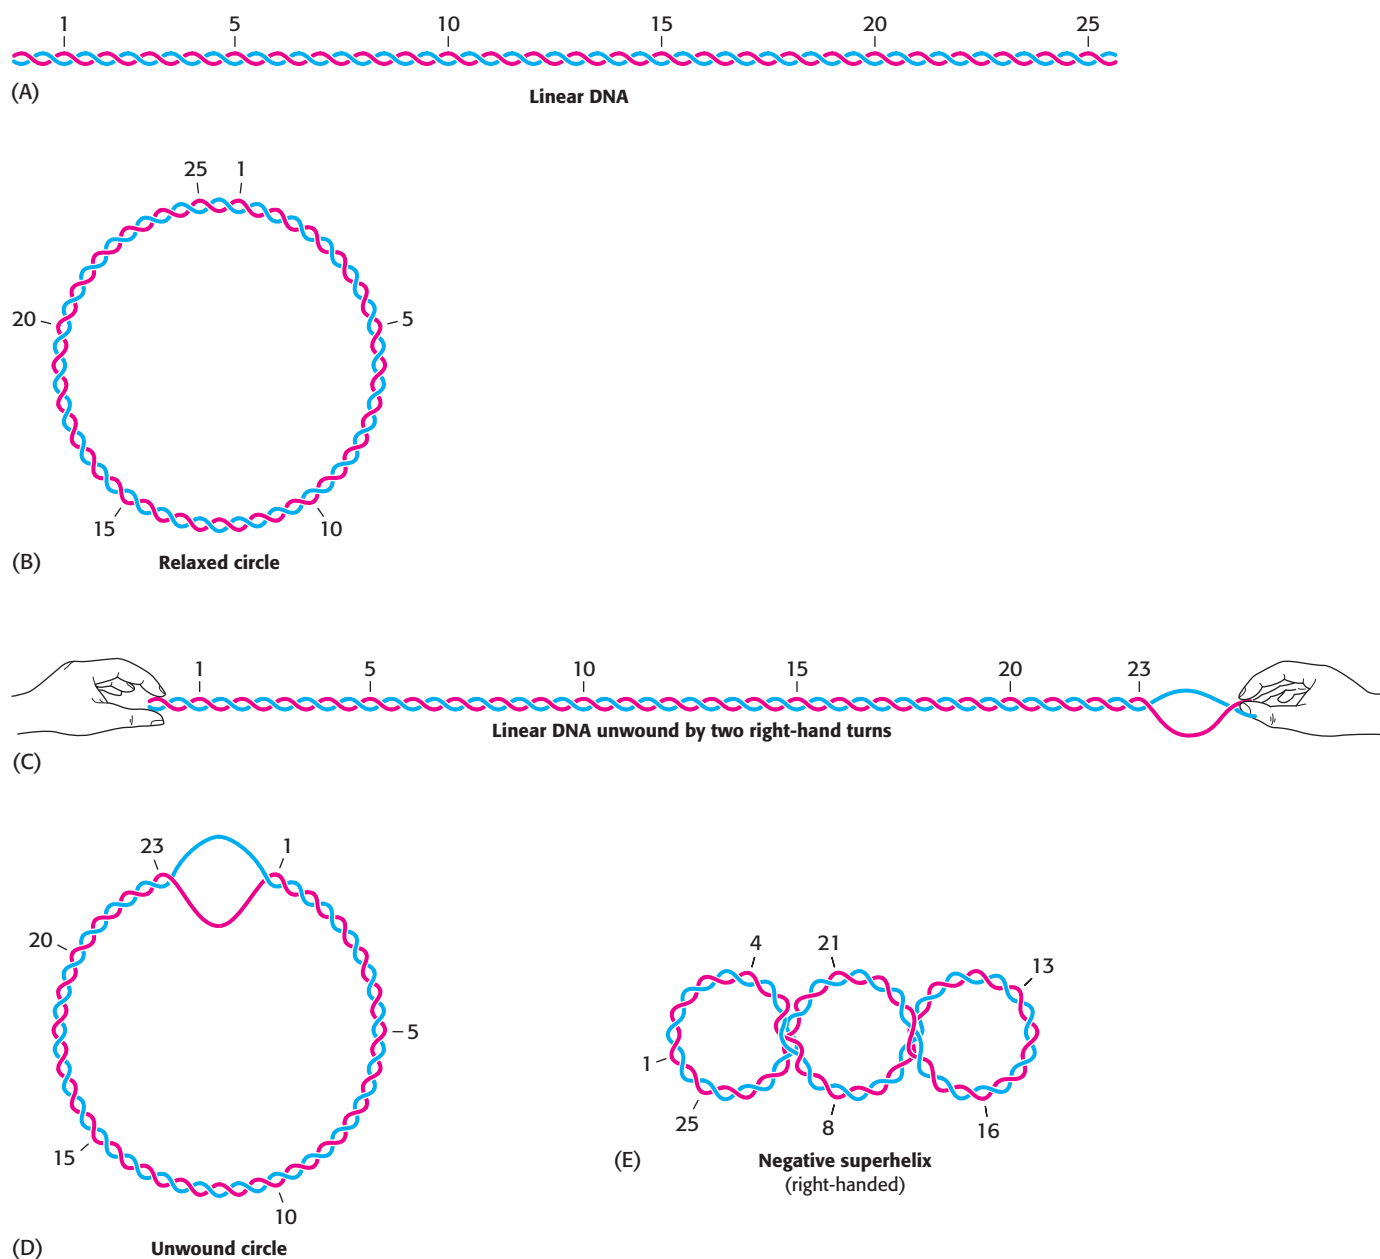 1 5 10 15 20 25
(A)
Linear DNA
25 1
20 5
15 10
(B)
Relaxed circle
1 5 10 15 20 23
Linear DNA unwound by two right-hand turns
(C)
23 1
20
5
15
10
(D)
Unwound circle
4 21 13
1
25 8 16
(E)
Negative superhelix
(right-handed)